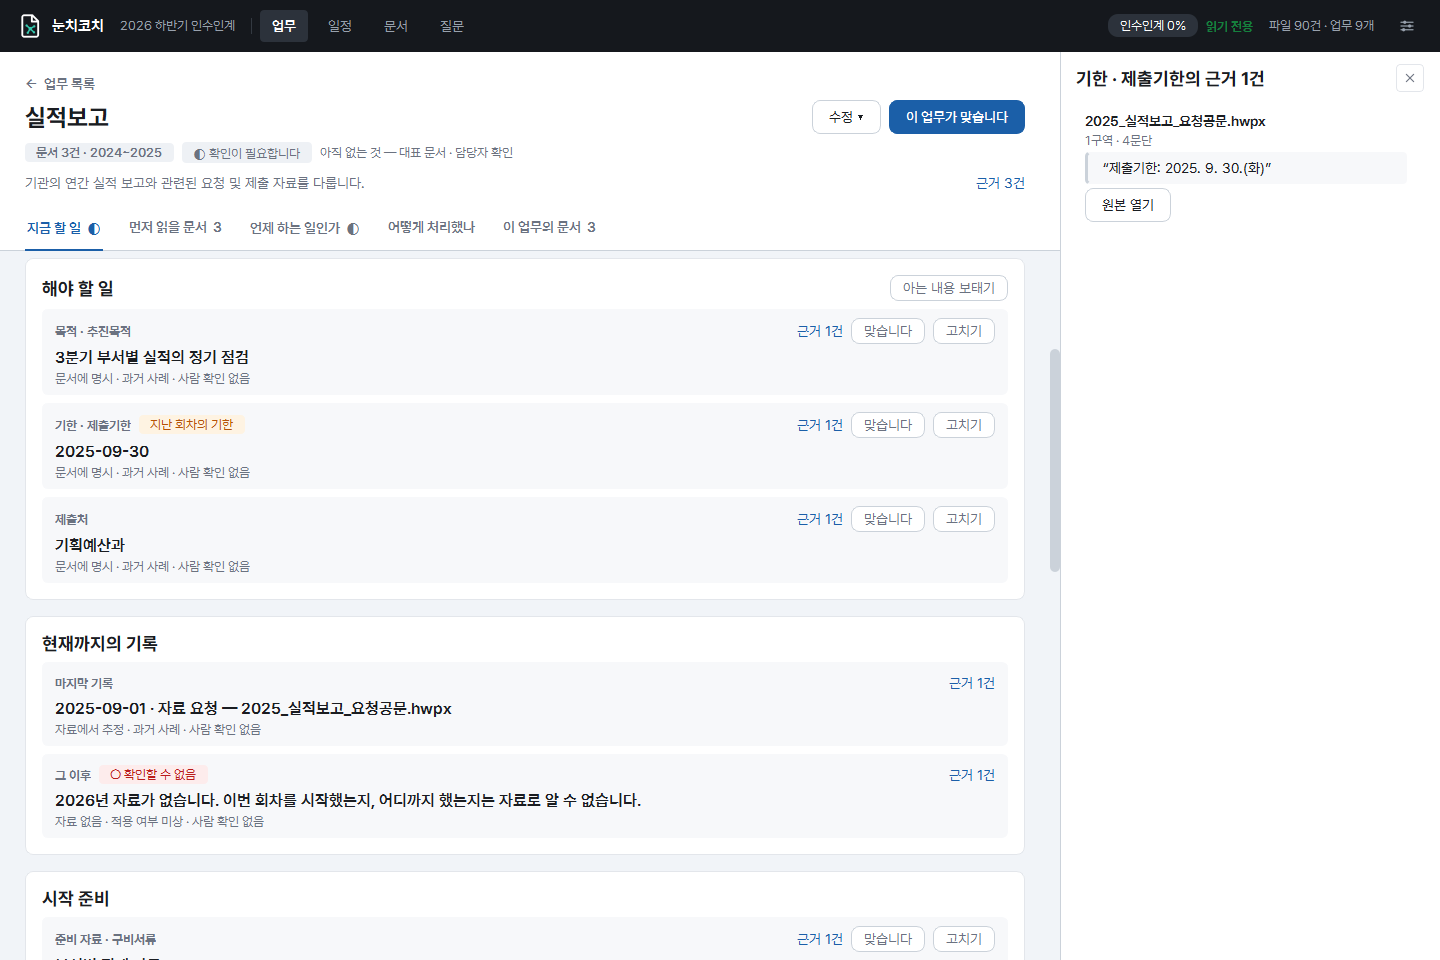 눈치코치
2026 하반기 인수인계
업무
일정
문서
질문
인수인계 0%
읽기 전용
파일 90건 · 업무 9개
← 업무 목록
실적보고
수정 ▾
이 업무가 맞습니다
문서 3건 · 2024~2025
◐ 확인이 필요합니다
아직 없는 것 — 대표 문서 · 담당자 확인
기관의 연간 실적 보고와 관련된 요청 및 제출 자료를 다룹니다.
근거 3건
지금 할 일 ◐
먼저 읽을 문서 3
언제 하는 일인가 ◐
어떻게 처리했나
이 업무의 문서 3
해야 할 일
아는 내용 보태기
목적 · 추진목적
근거 1건
맞습니다
고치기
3분기 부서별 실적의 정기 점검
문서에 명시 · 과거 사례 · 사람 확인 없음
기한 · 제출기한
지난 회차의 기한
근거 1건
맞습니다
고치기
2025-09-30
문서에 명시 · 과거 사례 · 사람 확인 없음
제출처
근거 1건
맞습니다
고치기
기획예산과
문서에 명시 · 과거 사례 · 사람 확인 없음
현재까지의 기록
마지막 기록
근거 1건
2025-09-01 · 자료 요청 — 2025_실적보고_요청공문.hwpx
자료에서 추정 · 과거 사례 · 사람 확인 없음
그 이후
○ 확인할 수 없음
근거 1건
2026년 자료가 없습니다. 이번 회차를 시작했는지, 어디까지 했는지는 자료로 알 수 없습니다.
자료 없음 · 적용 여부 미상 · 사람 확인 없음
시작 준비
준비 자료 · 구비서류
근거 1건
맞습니다
고치기
기한 · 제출기한의 근거 1건
2025_실적보고_요청공문.hwpx
1구역 · 4문단
“제출기한: 2025. 9. 30.(화)”
원본 열기